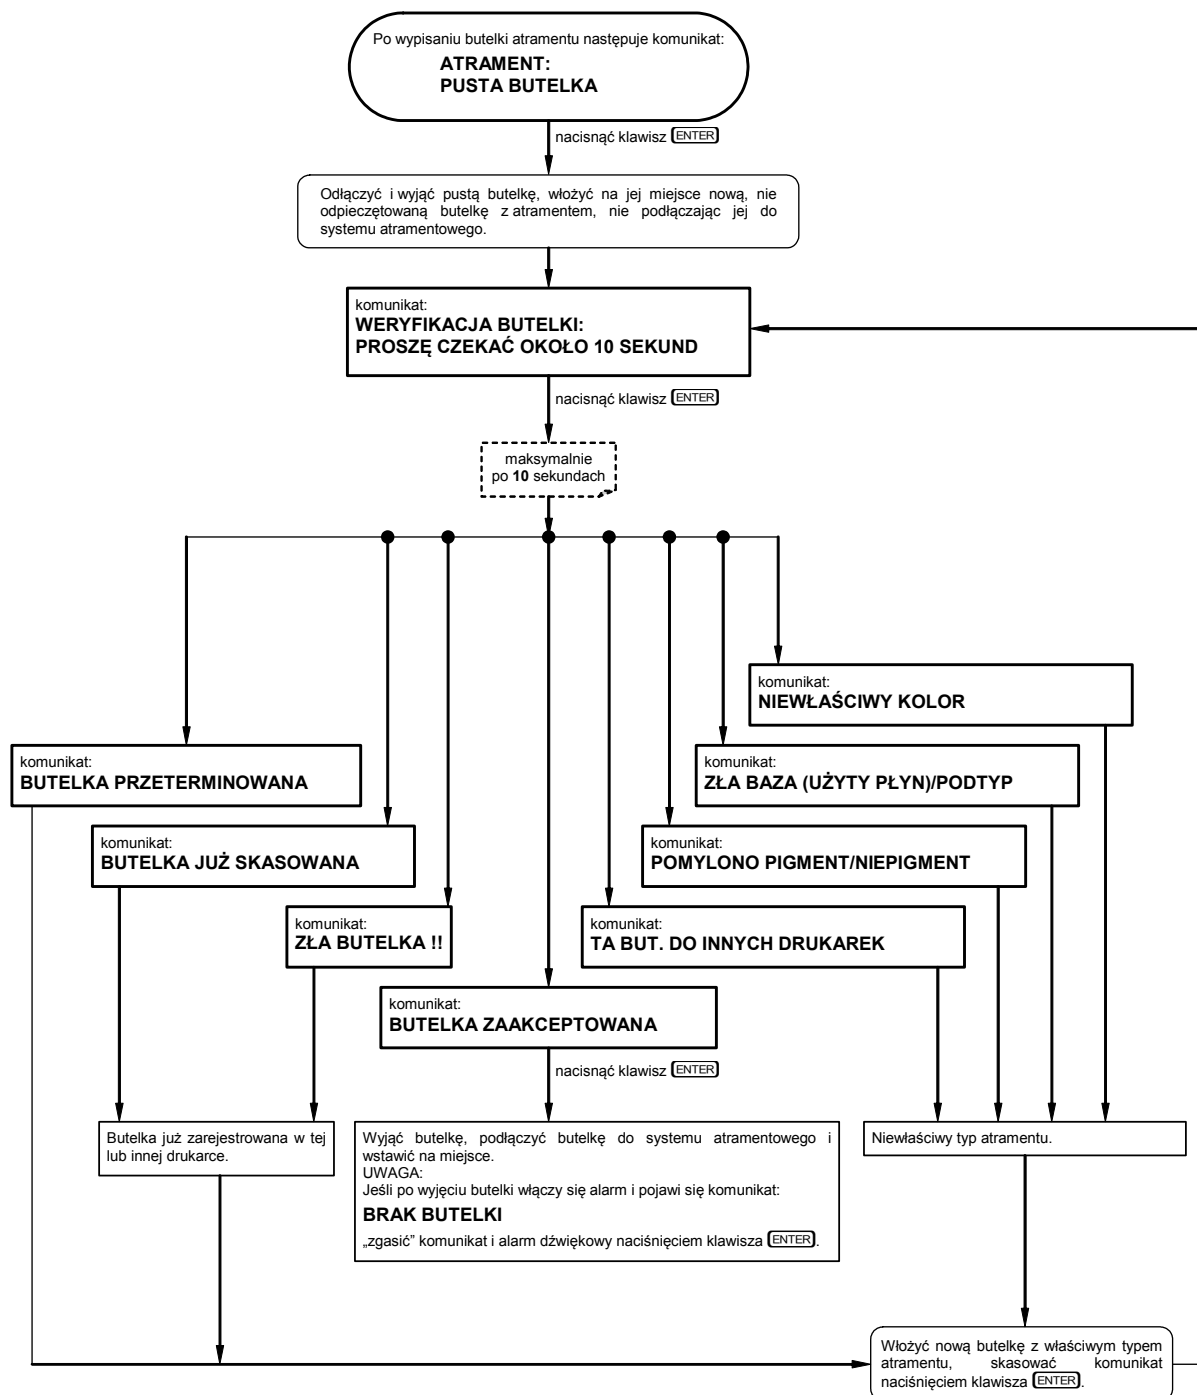 Po wypisaniu butelki atramentu następuje komunikat:
ATRAMENT:
PUSTA BUTELKA
nacisnąć klawisz ENTER
Odłączyć i wyjąć pustą butelkę, włożyć na jej miejsce nową, nie
odpieczętowaną butelkę z atramentem, nie podłączając jej do
systemu atramentowego.
komunikat:
WERYFIKACJA BUTELKI:
PROSZĘ CZEKAĆ OKOŁO 10 SEKUND
nacisnąć klawisz ENTER
maksymalnie
po 10 sekundach
komunikat:
NIEWŁAŚCIWY KOLOR
komunikat:
BUTELKA PRZETERMINOWANA
komunikat:
ZŁA BAZA (UŻYTY PŁYN)/PODTYP
komunikat:
BUTELKA JUŻ SKASOWANA
komunikat:
POMYLONO PIGMENT/NIEPIGMENT
komunikat:
ZŁA BUTELKA !!
komunikat:
TA BUT. DO INNYCH DRUKAREK
komunikat:
BUTELKA ZAAKCEPTOWANA
nacisnąć klawisz ENTER
Butelka już zarejestrowana w tej
lub innej drukarce.
Wyjąć butelkę, podłączyć butelkę do systemu atramentowego i
wstawić na miejsce.
UWAGA:
Jeśli po wyjęciu butelki włączy się alarm i pojawi się komunikat:
BRAK BUTELKI
„zgasić” komunikat i alarm dźwiękowy naciśnięciem klawisza ENTER.
Niewłaściwy typ atramentu.
Włożyć nową butelkę z właściwym typem
atramentu, skasować komunikat
naciśnięciem klawisza ENTER.